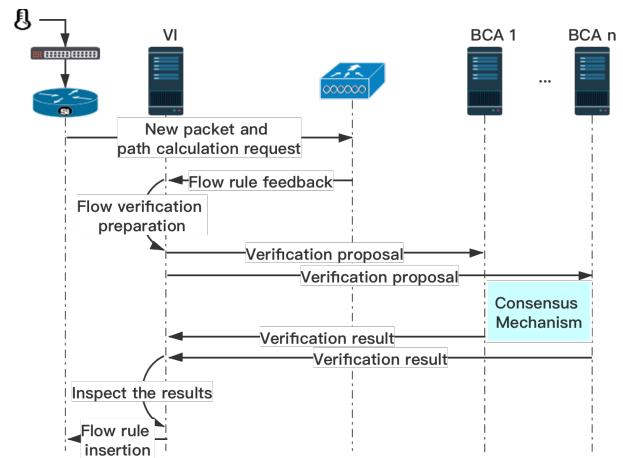 VI
BCA 1
BCA n
...
SI
New packet and
path calculation request
Flow rule feedback
Flow verification
preparation
Verification proposal
Verification proposal
Consensus
Mechanism
Verification result
Verification result
Inspect the results
Flow rule
insertion